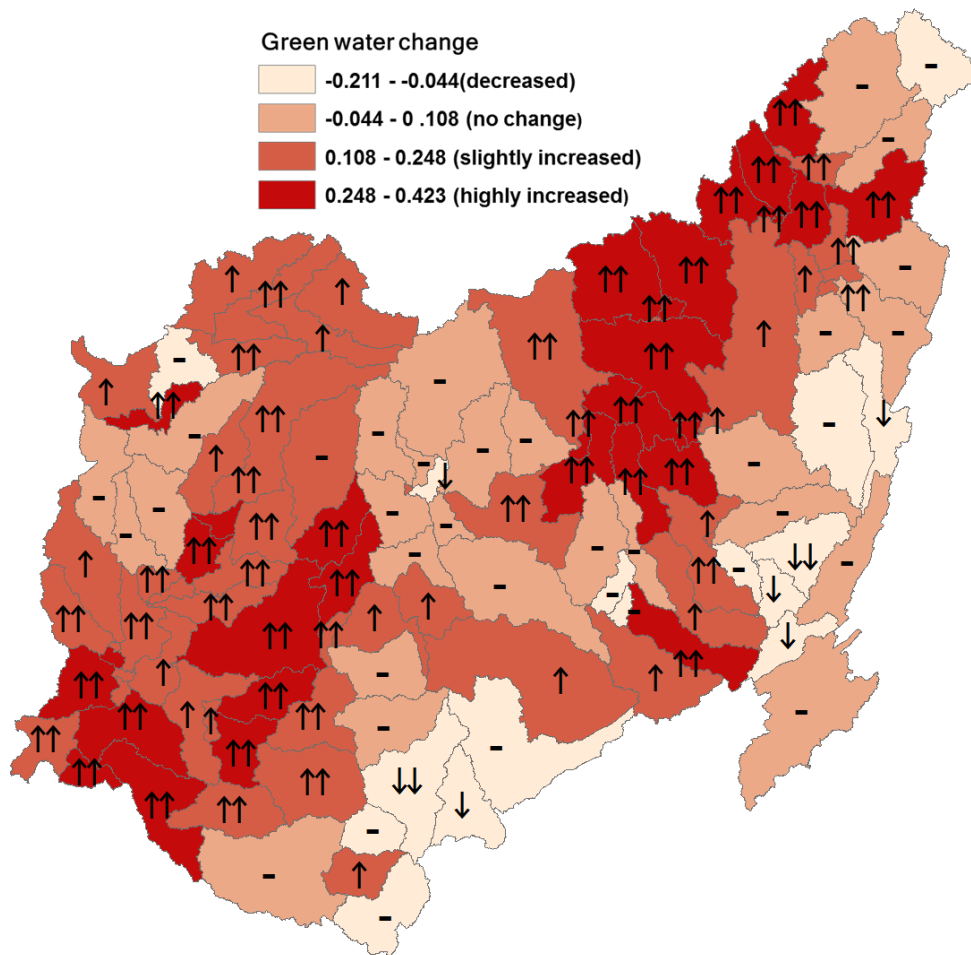 Green water change
-0.211 - -0.044(decreased)
-0.044 - 0 .108 (no change)
0.108 - 0.248 (slightly increased)
0.248 - 0.423 (highly increased)